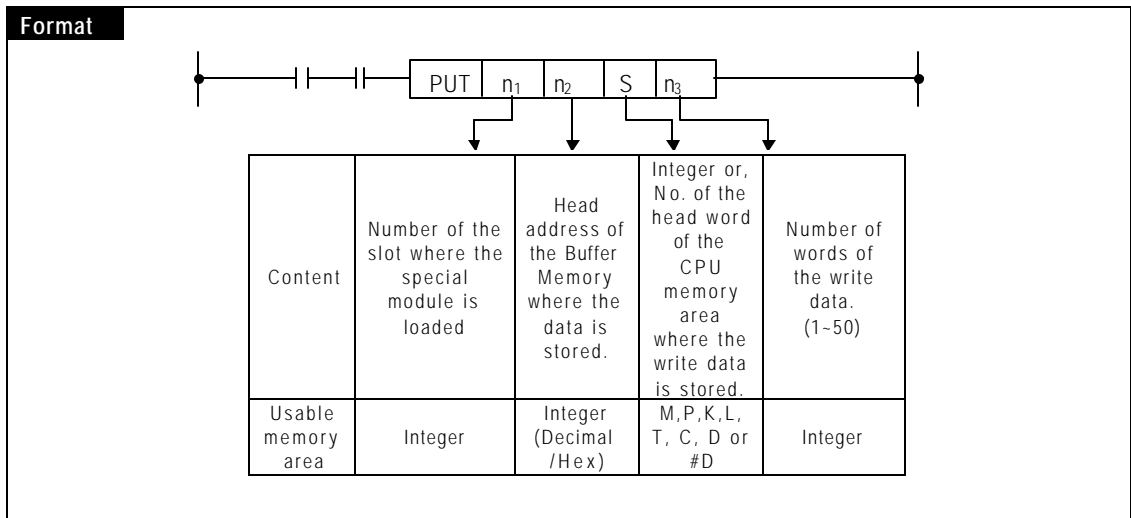 Format
PUT n₁ n₂ S n₃
Content
Number of the
slot where the
special
module is
loaded
Head
address of
the Buffer
Memory
where the
data is
stored.
Integer or,
No. of the
head word
of the
CPU
memory
area
where the
write data
is stored.
Number of
words of
the write
data.
(1~50)
Usable
memory
area
Integer
Integer
(Decimal
/Hex)
M,P,K,L,
T, C, D or
#D
Integer